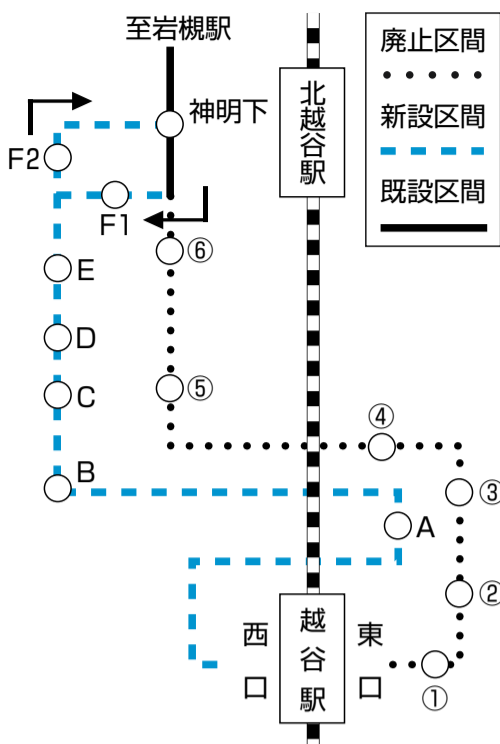 至岩槻駅
神明下
F2
F1
⑥
E
D
⑤
C
B
④
③
A
②
①
北越谷駅
西口
越谷駅
東口
廃止区間
新設区間
既設区間